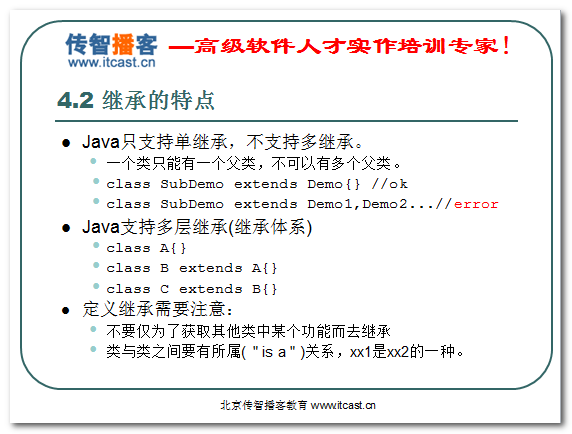 传智播客 —高级软件人才实作培训专家!
www.itcast.cn
4.2 继承的特点
● Java只支持单继承，不支持多继承。
• 一个类只能有一个父类，不可以有多个父类。
• class SubDemo extends Demo{} //ok
• class SubDemo extends Demo1,Demo2...//error
● Java支持多层继承(继承体系)
• class A{}
• class B extends A{}
• class C extends B{}
● 定义继承需要注意：
• 不要仅为了获取其他类中某个功能而去继承
• 类与类之间要有所属( " is a " )关系，xx1是xx2的一种。
北京传智播客教育 www.itcast.cn